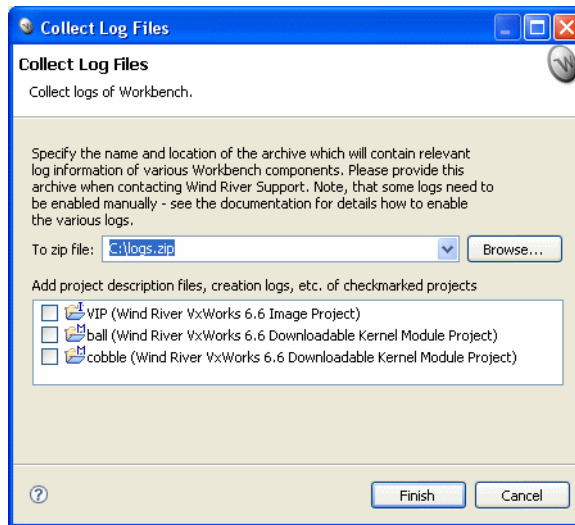 Collect Log Files
Collect Log Files
Collect logs of Workbench.
Specify the name and location of the archive which will contain relevant
log information of various Workbench components. Please provide this
archive when contacting Wind River Support. Note, that some logs need to
be enabled manually - see the documentation for details how to enable
the various logs.
To zip file: C:\logs.zip Browse...
Add project description files, creation logs, etc. of checkmarked projects
VIP (Wind River VxWorks 6.6 Image Project)
ball (Wind River VxWorks 6.6 Downloadable Kernel Module Project)
cobble (Wind River VxWorks 6.6 Downloadable Kernel Module Project)
Finish Cancel